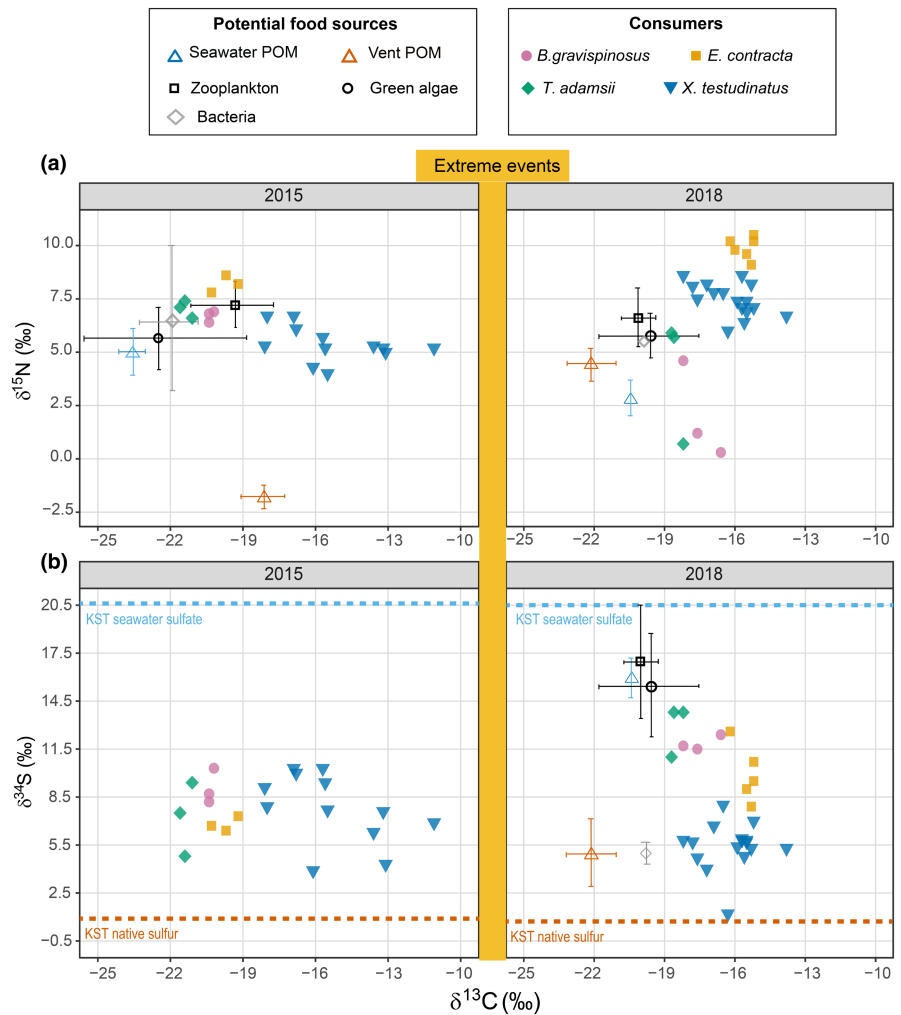 Potential food sources
Seawater POM
Vent POM
Zooplankton
Green algae
Bacteria
Consumers
B.gravispinosus
E. contracta
T. adamsii
X. testudinatus
(a)
Extreme events
2015
2018
10.0
7.5
5.0
2.5
0.0
−2.5
δ15N (‰)
−25 −22 −19 −16 −13 −10
−25 −22 −19 −16 −13 −10
(b)
2015
2018
20.5
17.5
14.5
11.5
8.5
5.5
2.5
−0.5
δ34S (‰)
KST seawater sulfate
KST seawater sulfate
KST native sulfur
KST native sulfur
−25 −22 −19 −16 −13 −10
−25 −22 −19 −16 −13 −10
δ13C (‰)